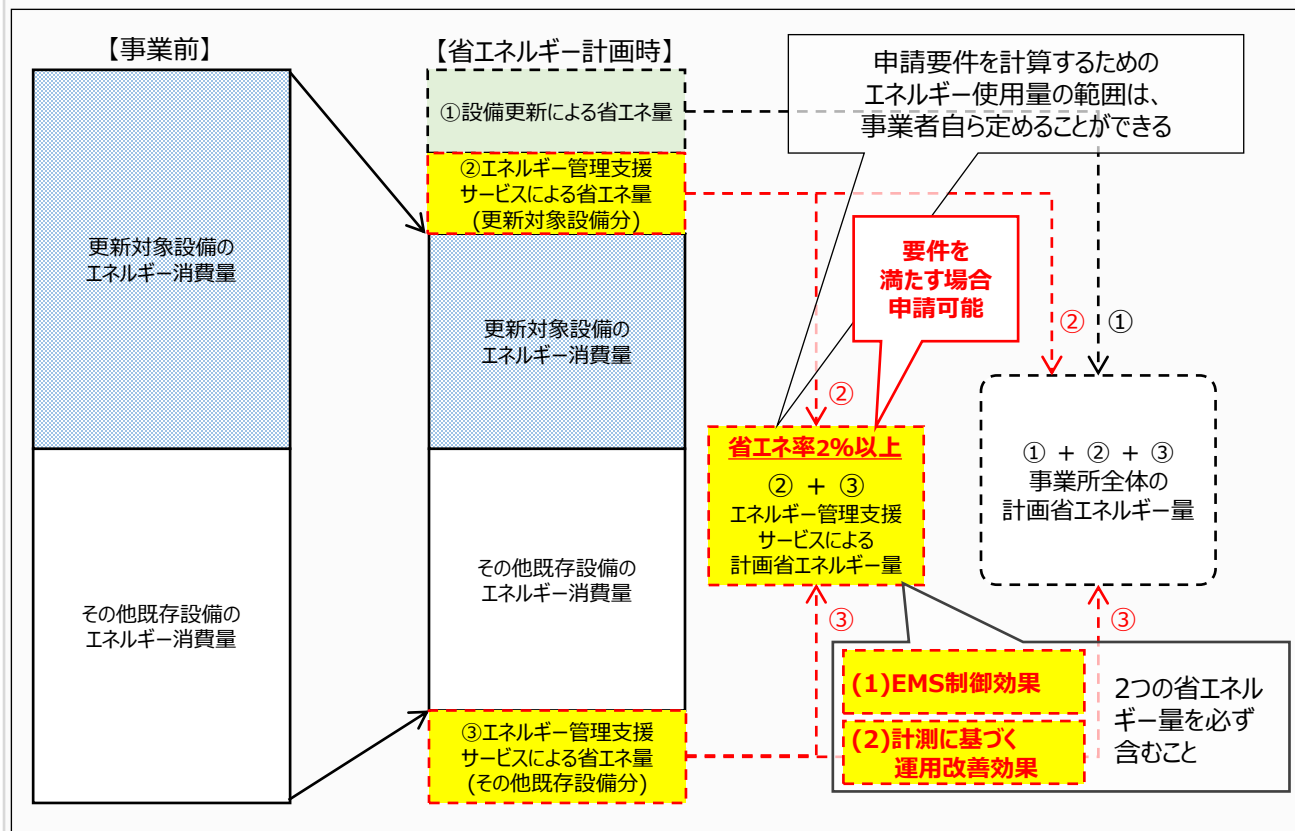 【事業前】
更新対象設備の
エネルギー消費量
その他既存設備の
エネルギー消費量
【省エネルギー計画時】
①設備更新による省エネ量
②エネルギー管理支援
サービスによる省エネ量
(更新対象設備分)
更新対象設備の
エネルギー消費量
その他既存設備の
エネルギー消費量
③エネルギー管理支援
サービスによる省エネ量
(その他既存設備分)
申請要件を計算するための
エネルギー使用量の範囲は、
事業者自ら定めることができる
要件を
満たす場合
申請可能
②
①
②
省エネ率2%以上
② + ③
エネルギー管理支援
サービスによる
計画省エネルギー量
① + ② + ③
事業所全体の
計画省エネルギー量
③
③
(1)EMS制御効果
(2)計測に基づく
運用改善効果
2つの省エネル
ギー量を必ず
含むこと